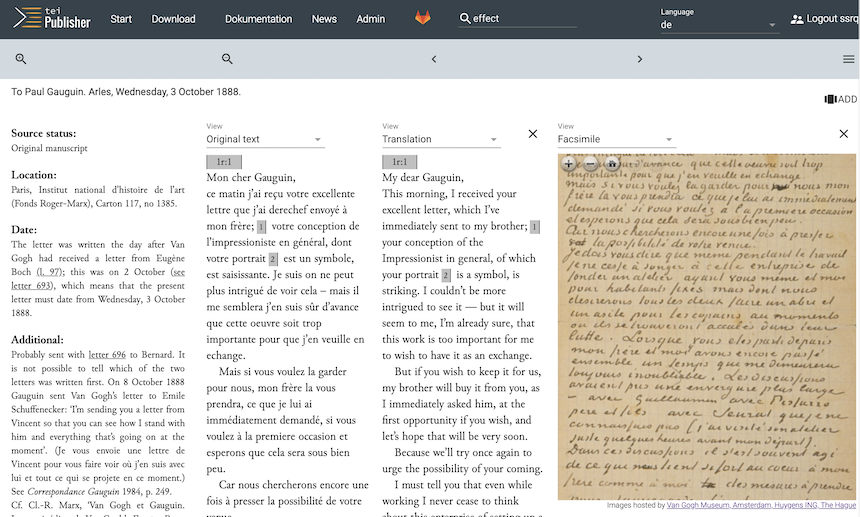 tei Publisher
Start
Download
Dokumentation
News
Admin
effect
Language
de
Logout ssrq
To Paul Gauguin. Arles, Wednesday, 3 October 1888.
ADD
Source status:
Original manuscript
Location:
Paris, Institut national d'histoire de l'art
(Fonds Roger-Marx), Carton 117, no 1385.
Date:
The letter was written the day after Van
Gogh had received a letter from Eugène
Boch (l. 97); this was on 2 October (see
letter 693), which means that the present
letter must date from Wednesday, 3 October
1888.
Additional:
Probably sent with letter 696 to Bernard. It
is not possible to tell which of the two
letters was written first. On 8 October 1888
Gauguin sent Van Gogh's letter to Emile
Schuffenecker: 'I'm sending you a letter from
Vincent so that you can see how I stand with
him and everything that's going on at the
moment'. (Je vous envoie une lettre de
Vincent pour vous faire voir où j'en suis avec
lui et tout ce qui se projete en ce moment.)
See Correspondance Gauguin 1984, p. 249.
Cf. Cl.-R. Marx, 'Van Gogh et Gauguin.
View
Original text
1r:1
Mon cher Gauguin,
ce matin j'ai reçu votre excellente
lettre que j'ai derechef envoyé à
mon frère; 1 votre conception de
l'impressioniste en général, dont
votre portrait 2 est un symbole,
est saisissante. Je suis on ne peut
plus intrigué de voir cela – mais il
me semblera j'en suis sûr d'avance
que cette oeuvre soit trop
importante pour que j'en veuille en
echange.
Mais si vous voulez la garder
pour nous, mon frère la vous
prendra, ce que je lui ai
immédiatement demandé, si vous
voulez à la premiere occasion et
esperons que cela sera sous bien
peu.
Car nous chercherons encore une
fois à presser la possibilité de votre
venue.
View
Translation
1r:1
My dear Gauguin,
This morning, I received your
excellent letter, which I've
immediately sent to my brother; 1
your conception of the
Impressionist in general, of which
your portrait 2 is a symbol, is
striking. I couldn't be more
intrigued to see it — but it will
seem to me, I'm already sure, that
this work is too important for me
to wish to have it as an exchange.
But if you wish to keep it for us,
my brother will buy it from you, as
I immediately asked him, at the
first opportunity if you wish, and
let's hope that will be very soon.
Because we'll try once again to
urge the possibility of your coming.
I must tell you that even while
working I never cease to think
about this enterprise of setting up a
View
Facsimile
d'avance que cette oeuvre soit trop
importante pour que j'en veuille en echange.
mais si vous voulez la garder pour nous mon
frère la vous prendra ce que je lui ai immédiatement
demandé si vous voulez à la premiere occasion
et esperons que cela sera sous bien peu.
Car nous chercherons encore une fois à presser
la possibilité de votre venue.
Je dois vous dire que même pendant le travail
je ne cesse à songer à cette entreprise de
fonder un atelier ayant vous même et moi
pour habitants fixes mais dont nous
desirerions tous les deux faire un abri et
un asile pour les copains au moments
où ils se trouveront acculés dans leur
lutte. Lorsque vous etes parti de paris
mon frère et moi avons encore passé
ensemble un temps qui me demeurera
toujours inoubliable. Les discussions
avaient pris une envergure plus large
– avec Guillaumin avec Pissarro
père et fils avec Seurat que je ne
connaissais pas (j'ai visité son atelier
juste quelques heures avant mon départ).
Dans ces discussions il s'est souvent agi
de ce qui nous tient si fort au coeur à mon
frère comme à moi
Images hosted by Van Gogh Museum, Amsterdam, Huygens ING, The Hague